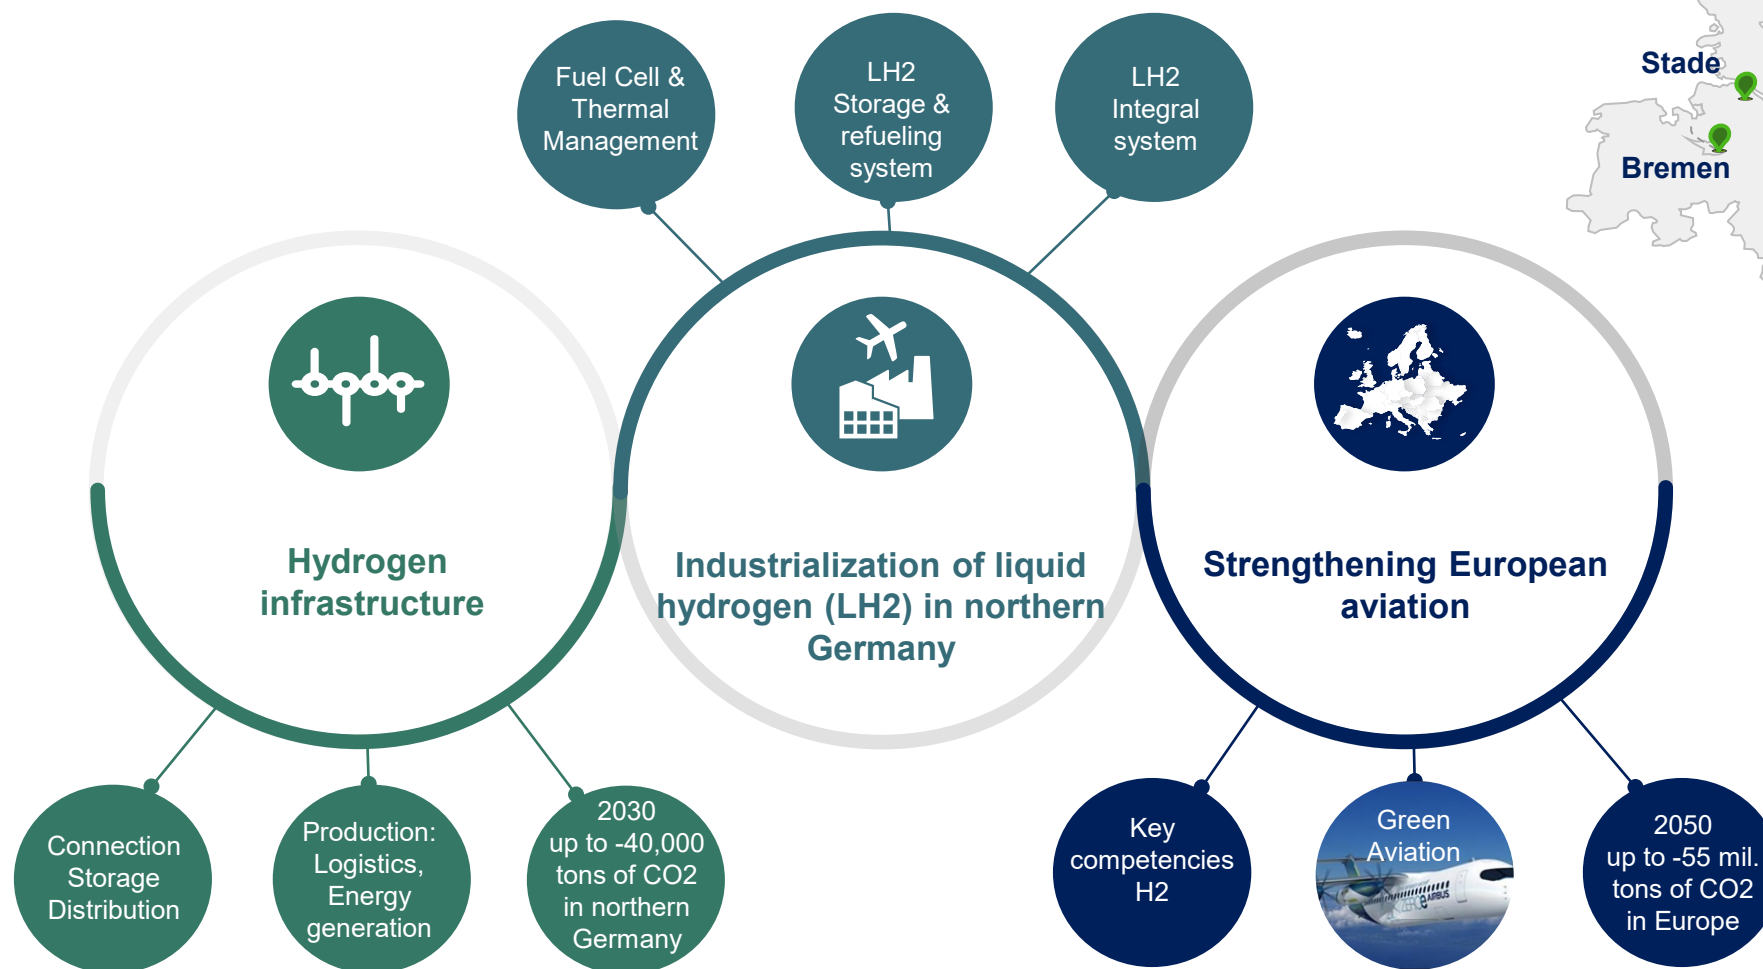 Fuel Cell &
Thermal
Management
LH2
Storage &
refueling
system
LH2
Integral
system
Stade
Bremen
Hydrogen
infrastructure
Industrialization of liquid
hydrogen (LH2) in northern
Germany
Strengthening European
aviation
Connection
Storage
Distribution
Production:
Logistics,
Energy
generation
2030
up to -40,000
tons of CO2
in northern
Germany
Key
competencies
H2
Green
Aviation
ZEROe AIRBUS
2050
up to -55 mil.
tons of CO2
in Europe